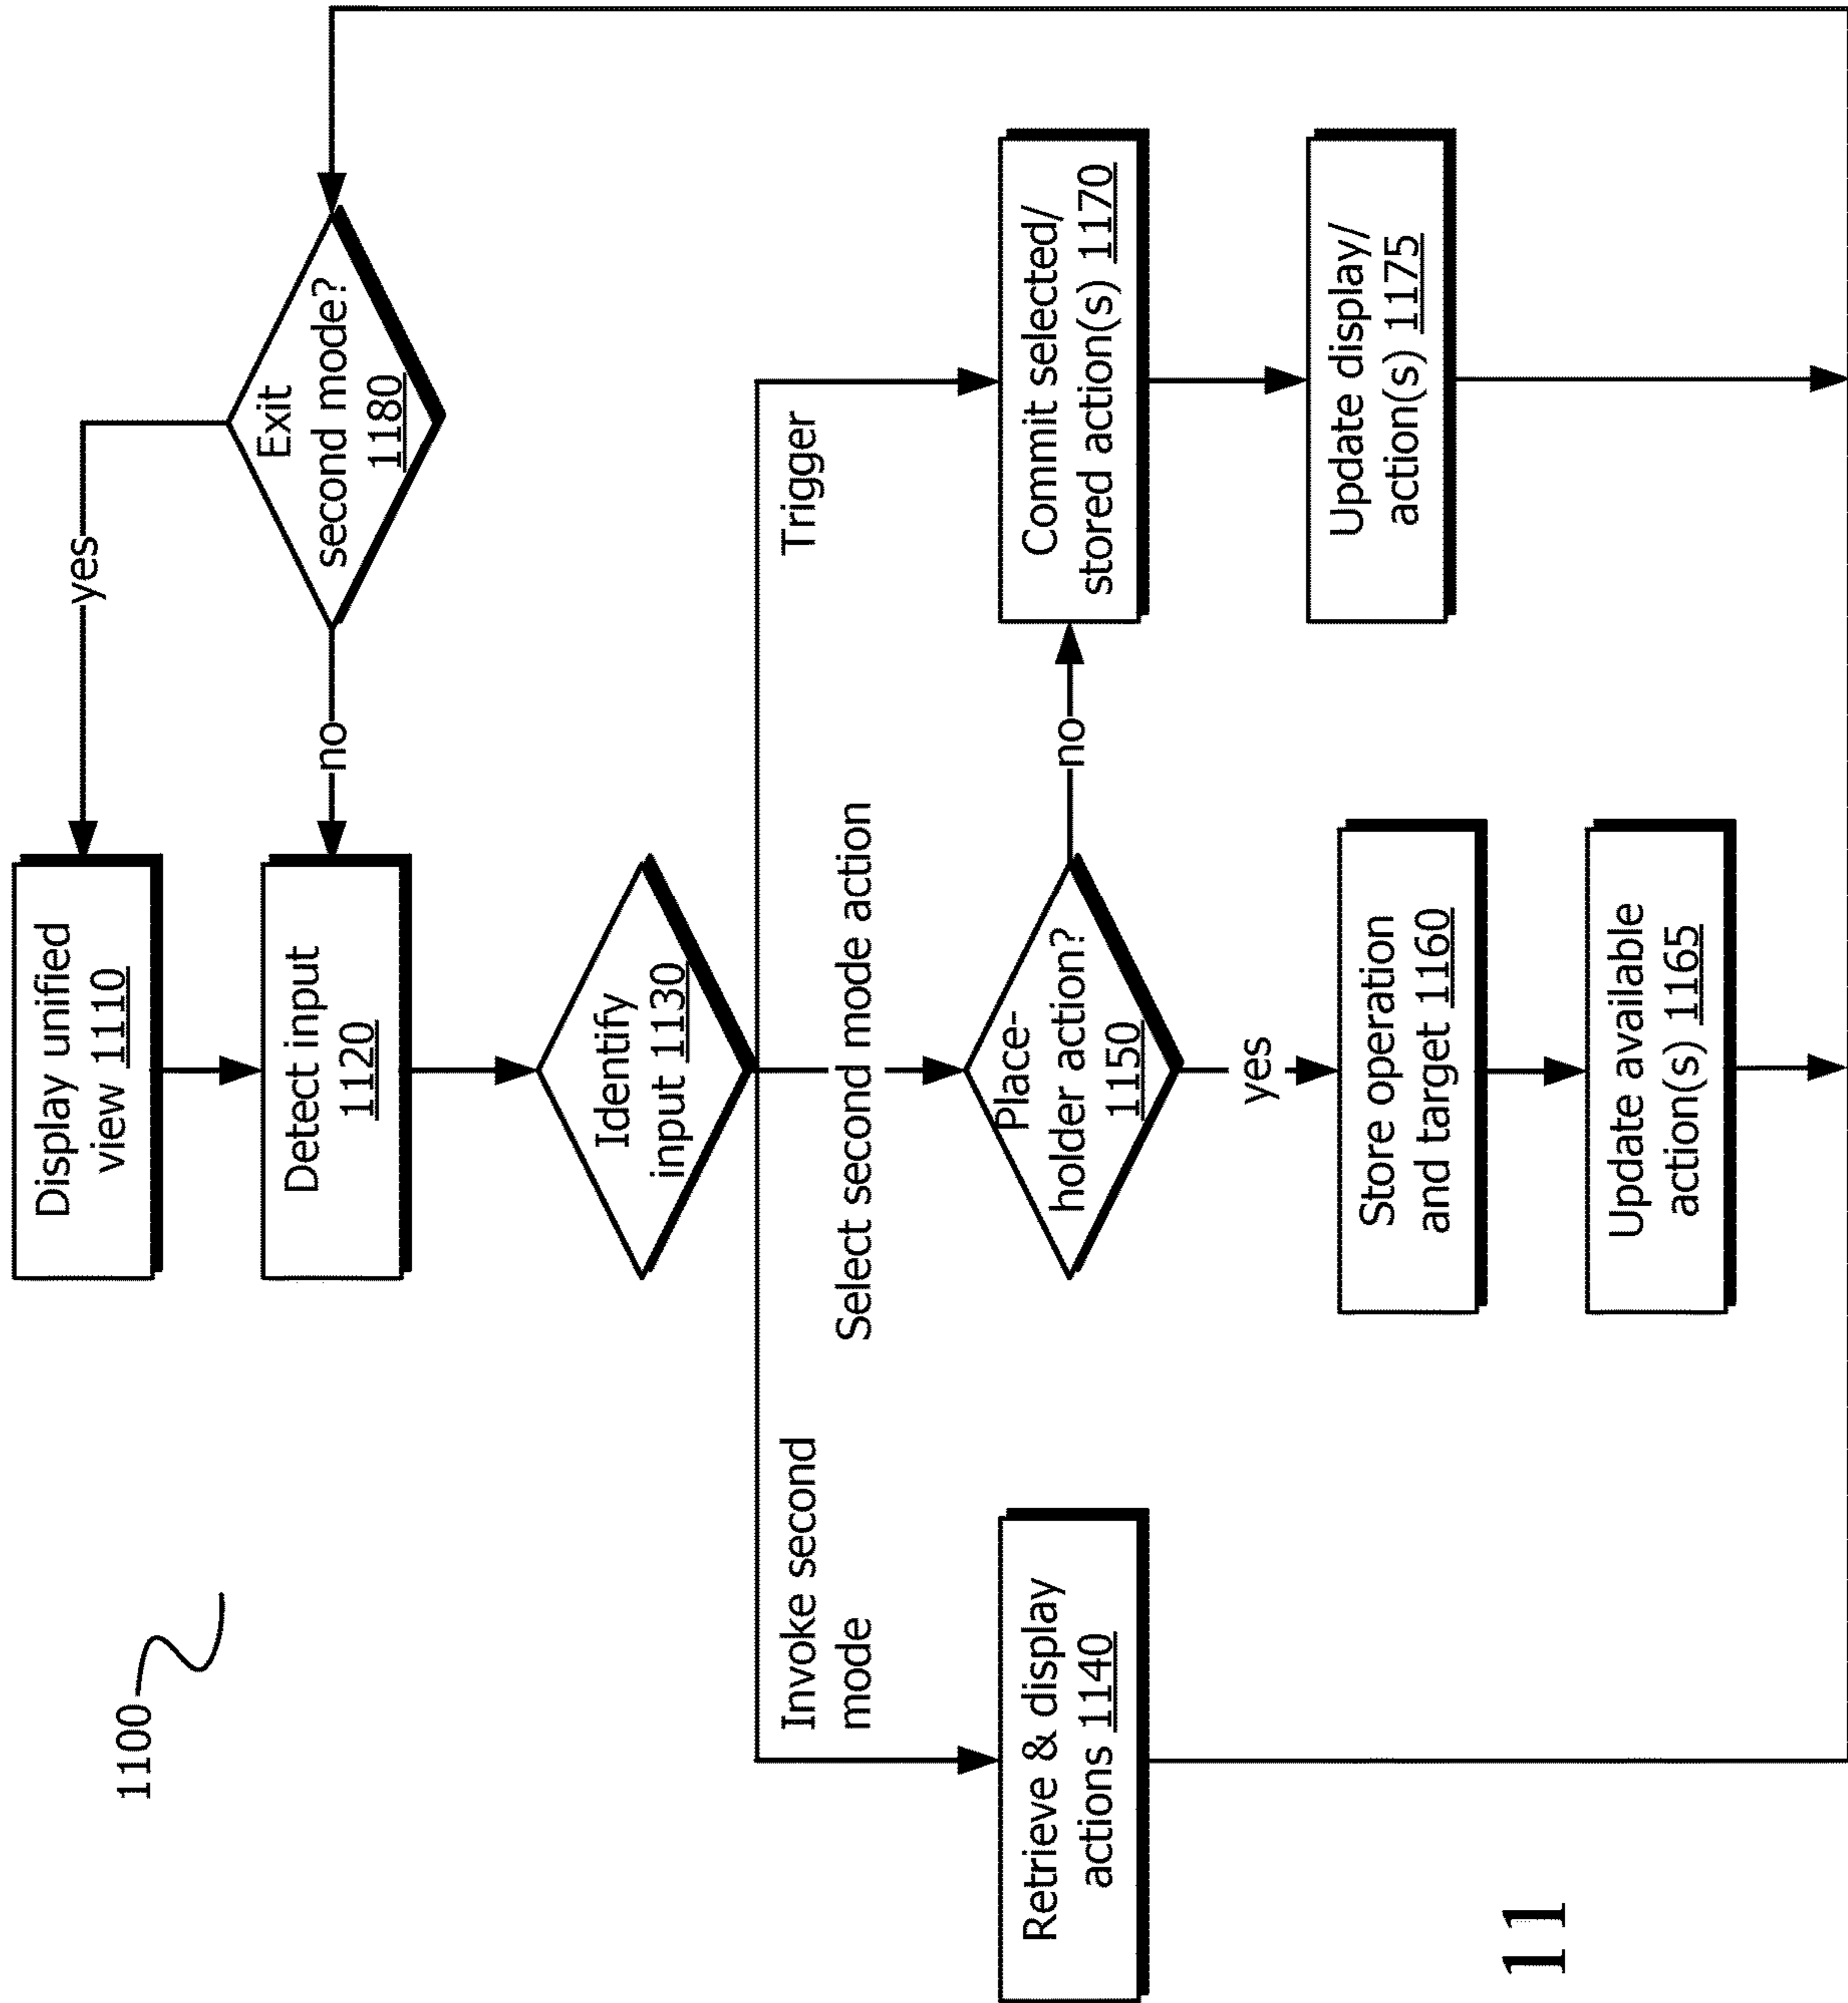 1100
Display unified
view 1110
yes
Detect input
1120
no
Exit
second mode?
1180
Identify
input 1130
Invoke second
mode
Select second mode action
Trigger
Retrieve & display
actions 1140
Place-
holder action?
1150
no
Commit selected/
stored action(s) 1170
yes
Store operation
and target 1160
Update display/
action(s) 1175
Update available
action(s) 1165
11